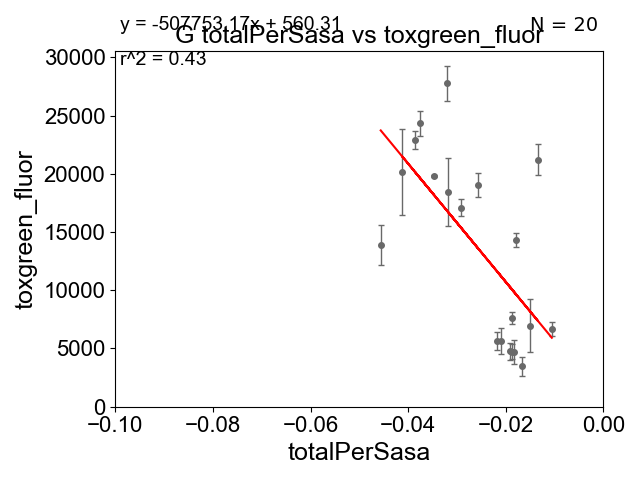 y = -507753.17x + 560.31
N = 20
G totalPerSasa vs toxgreen_fluor
r^2 = 0.43
30000
25000
20000
15000
10000
5000
0
toxgreen_fluor
−0.10 −0.08 −0.06 −0.04 −0.02 0.00
totalPerSasa